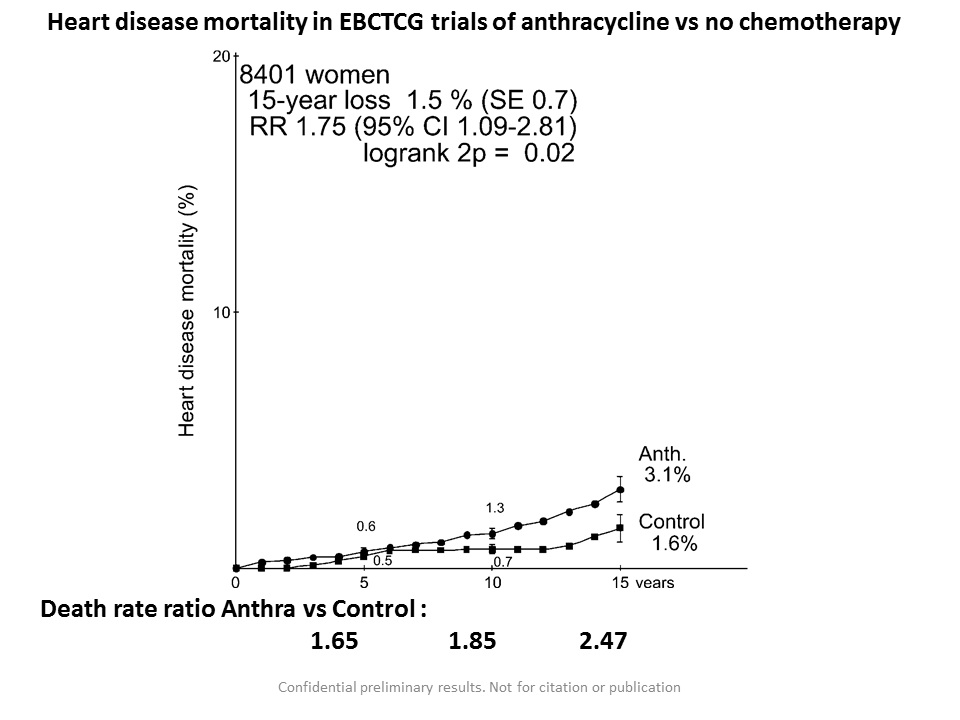 Heart disease mortality in EBCTCG trials of anthracycline vs no chemotherapy
20
8401 women
15-year loss 1.5 % (SE 0.7)
RR 1.75 (95% CI 1.09-2.81)
logrank 2p = 0.02
Heart disease mortality (%)
10
Anth.
3.1%
1.3
0.6
Control
1.6%
0.5
0.7
0 5 10 15 years
Death rate ratio Anthra vs Control :
1.65 1.85 2.47
Confidential preliminary results. Not for citation or publication